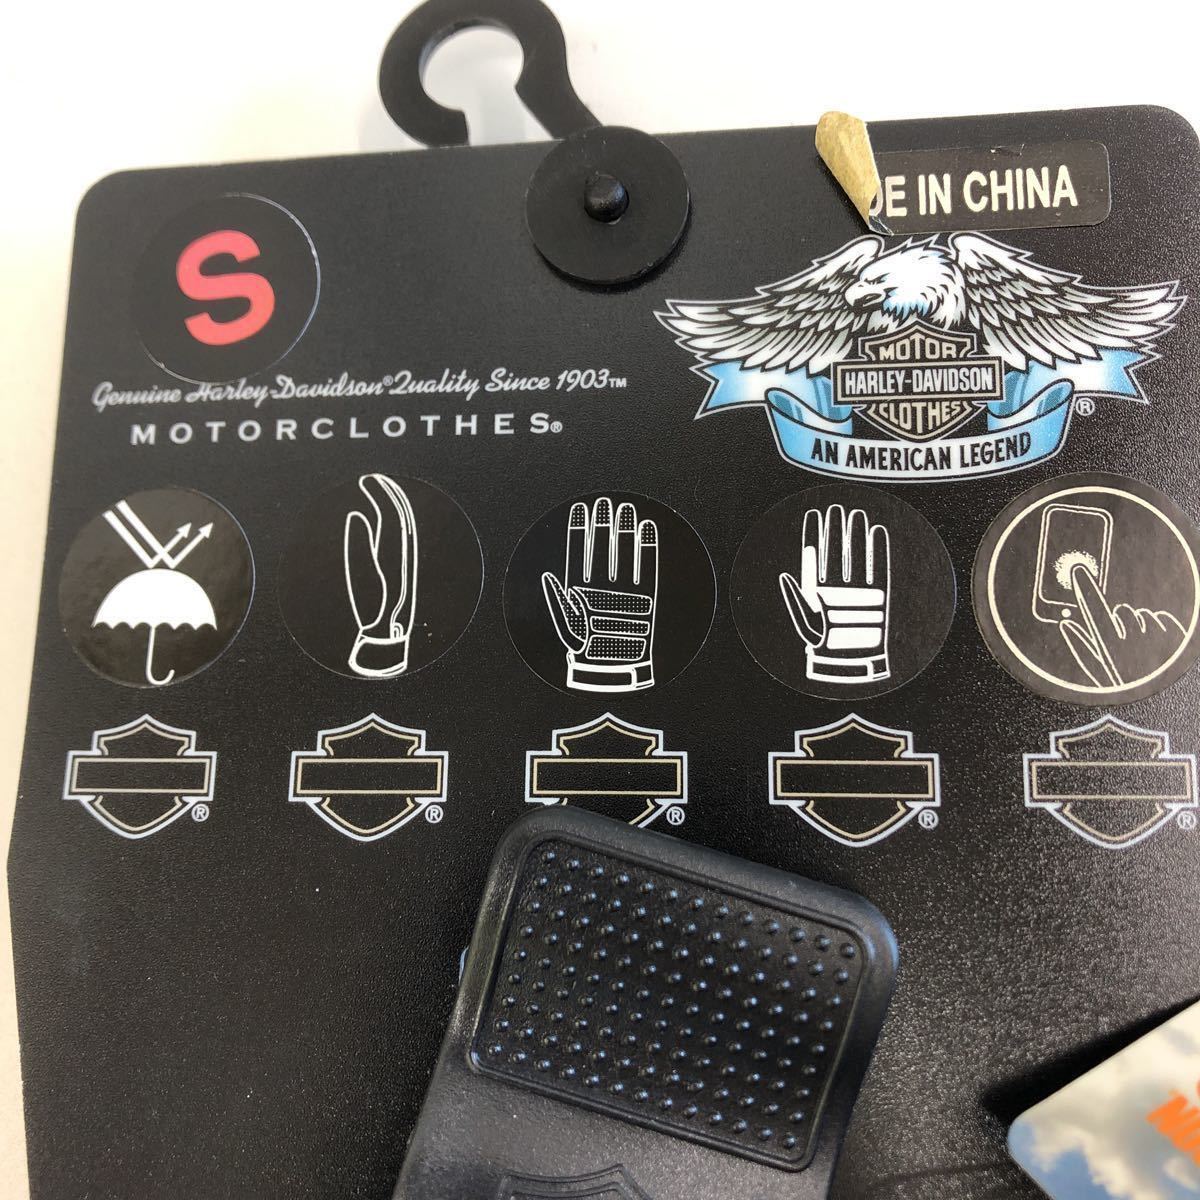 S
DE IN CHINA
Genuine Harley-Davidson® Quality Since 1903™
MOTORCLOTHES®
MOTOR
HARLEY-DAVIDSON
CLOTHES
®
AN AMERICAN LEGEND
® ® ® ® ®